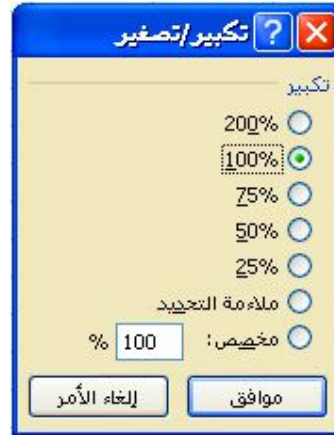 تكبير/تصغير
تكبير
200%
100%
75%
50%
25%
ملاءمة التحديد
مخصص: 100 %
موافق إلغاء الأمر